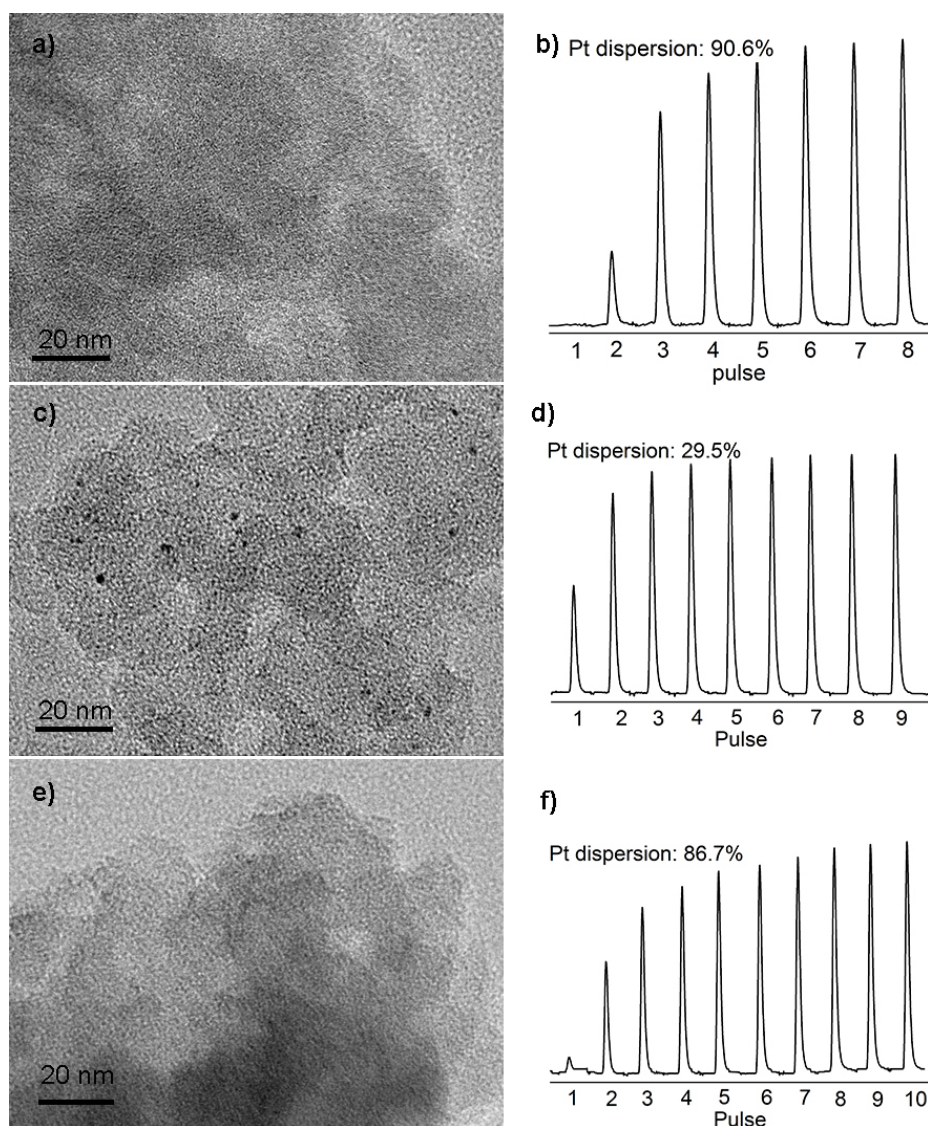 a)
20 nm
b) Pt dispersion: 90.6%
1 2 3 4 5 6 7 8
pulse
c)
20 nm
d)
Pt dispersion: 29.5%
1 2 3 4 5 6 7 8 9
Pulse
e)
20 nm
f)
Pt dispersion: 86.7%
1 2 3 4 5 6 7 8 9 10
Pulse